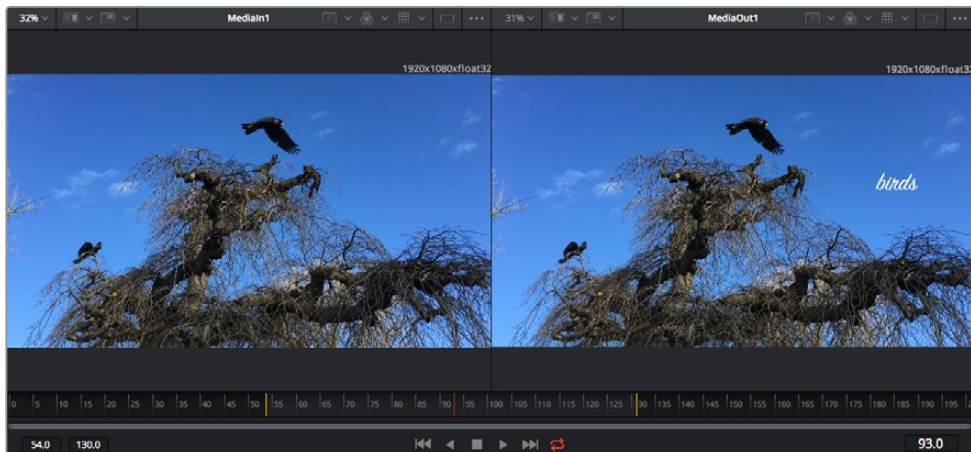 32% MediaIn1 31% MediaOut1
1920x1080xfloat32 1920x1080xfloat32
birds
0 5 10 15 20 25 30 35 40 45 50 55 60 65 70 75 80 85 90 95 100 105 110 115 120 125 30 135 140 145 150 155 160 165 170 175 180 185 190 195
54.0 130.0 93.0